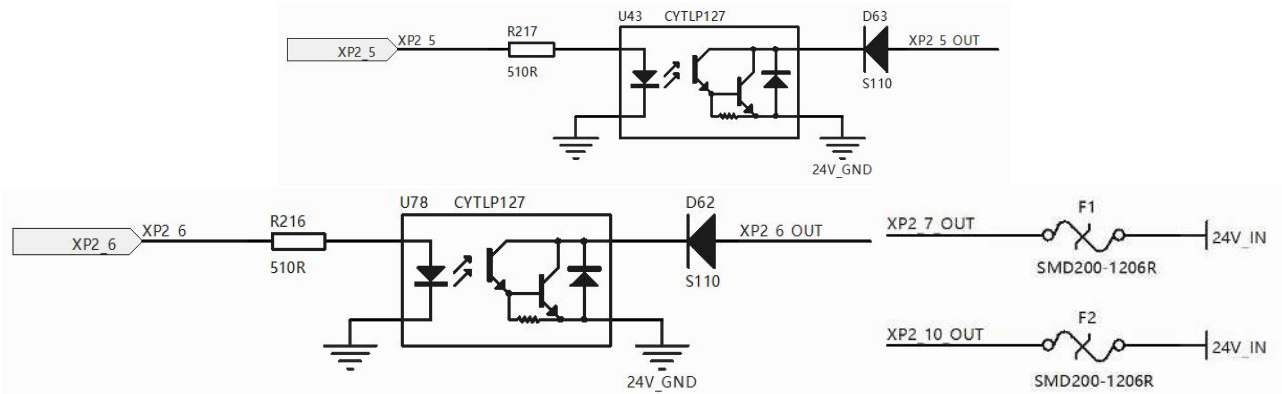 U43 CYTLP127 D63
XP2_5 XP2_5 R217 XP2_5_OUT
510R S110
24V_GND
U78 CYTLP127 D62
XP2_6 XP2_6 R216 XP2_6_OUT
510R S110
24V_GND
F1
XP2_7_OUT 24V_IN
SMD200-1206R
F2
XP2_10_OUT 24V_IN
SMD200-1206R